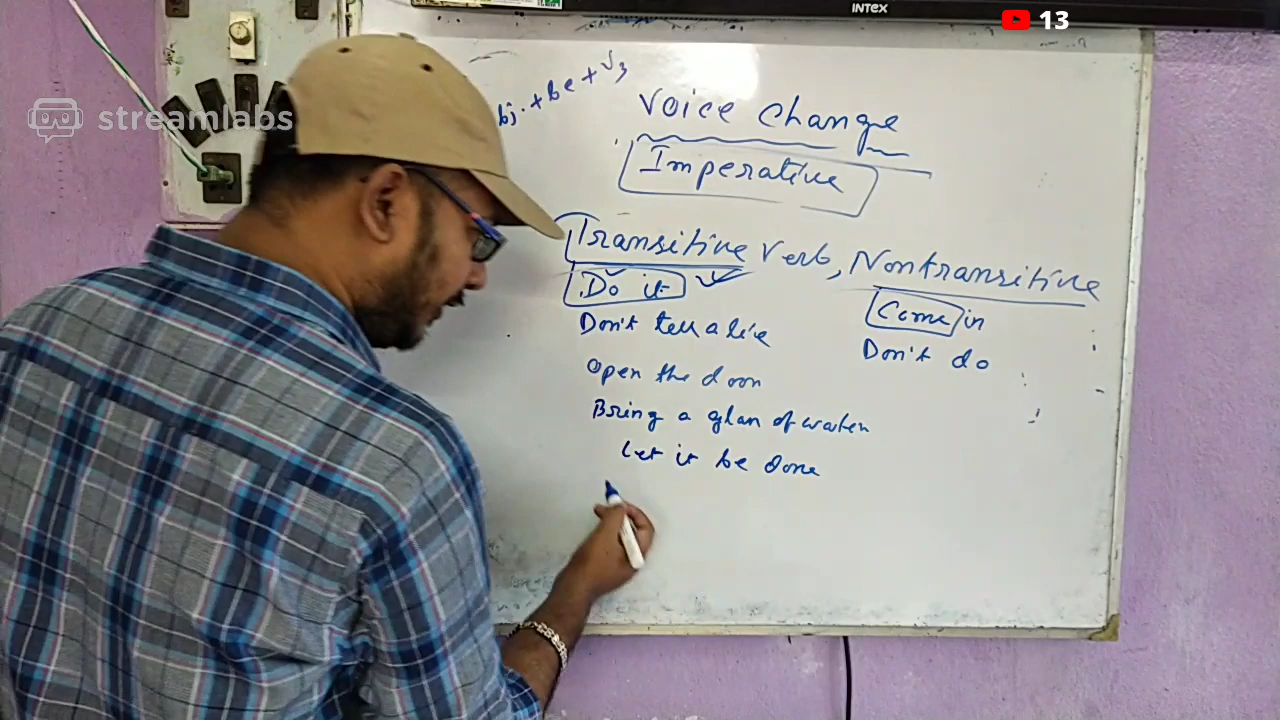 INTEX
13
streamlabs
bj. + be + V3
Voice Change
Imperative
Transitive Verb, Nontransitive
Do it
Come in
Don't tell a lie
Don't do
Open the door
Bring a glass of water
Let it be done